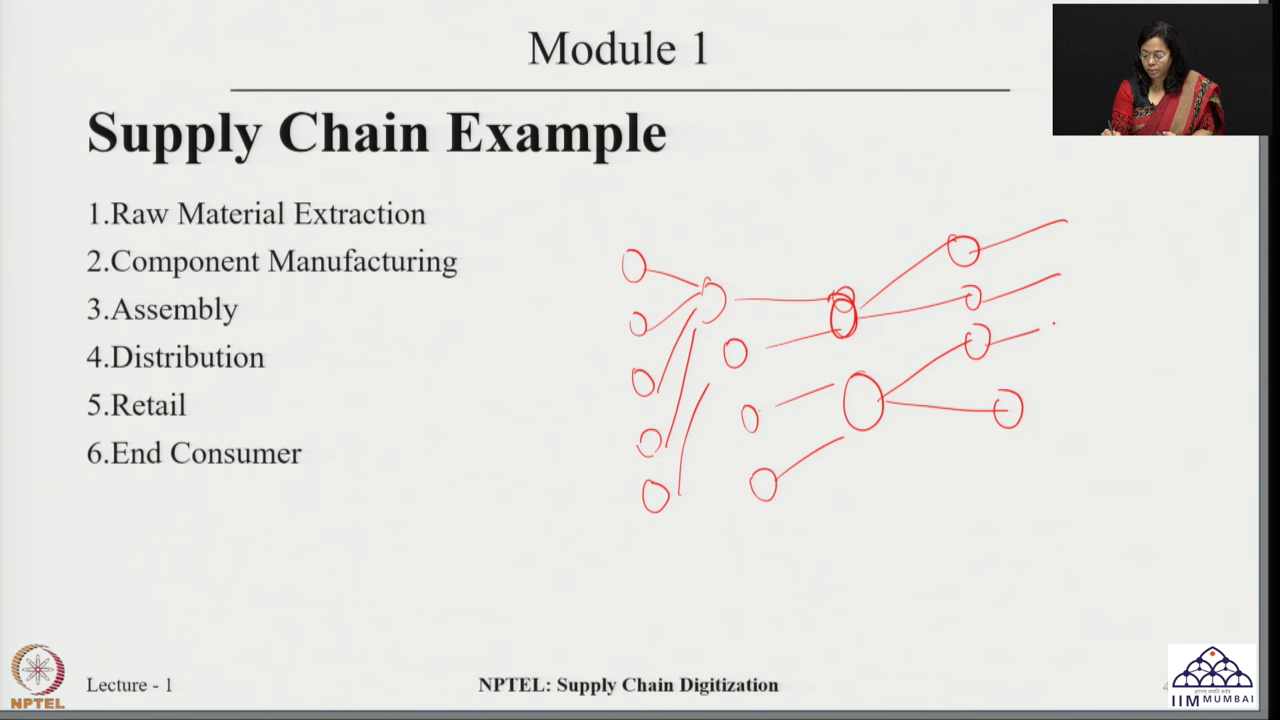 Module 1
Supply Chain Example
1.Raw Material Extraction
2.Component Manufacturing
3.Assembly
4.Distribution
5.Retail
6.End Consumer
NPTEL
Lecture - 1
NPTEL: Supply Chain Digitization
4
IIM MUMBAI